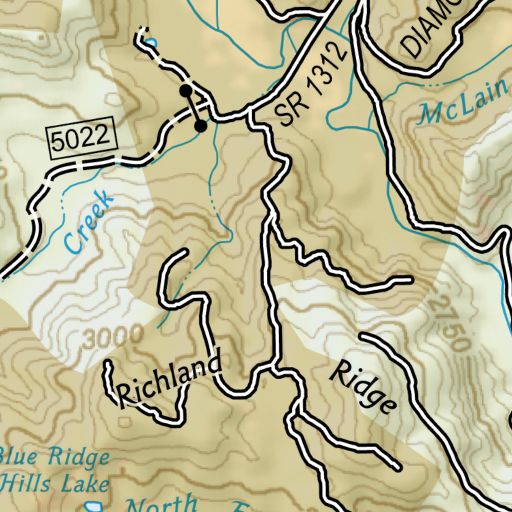 DIAMO
SR 1312
McLain
5022
Creek
3000
2750
Richland
Ridge
Blue Ridge
Hills Lake
North F